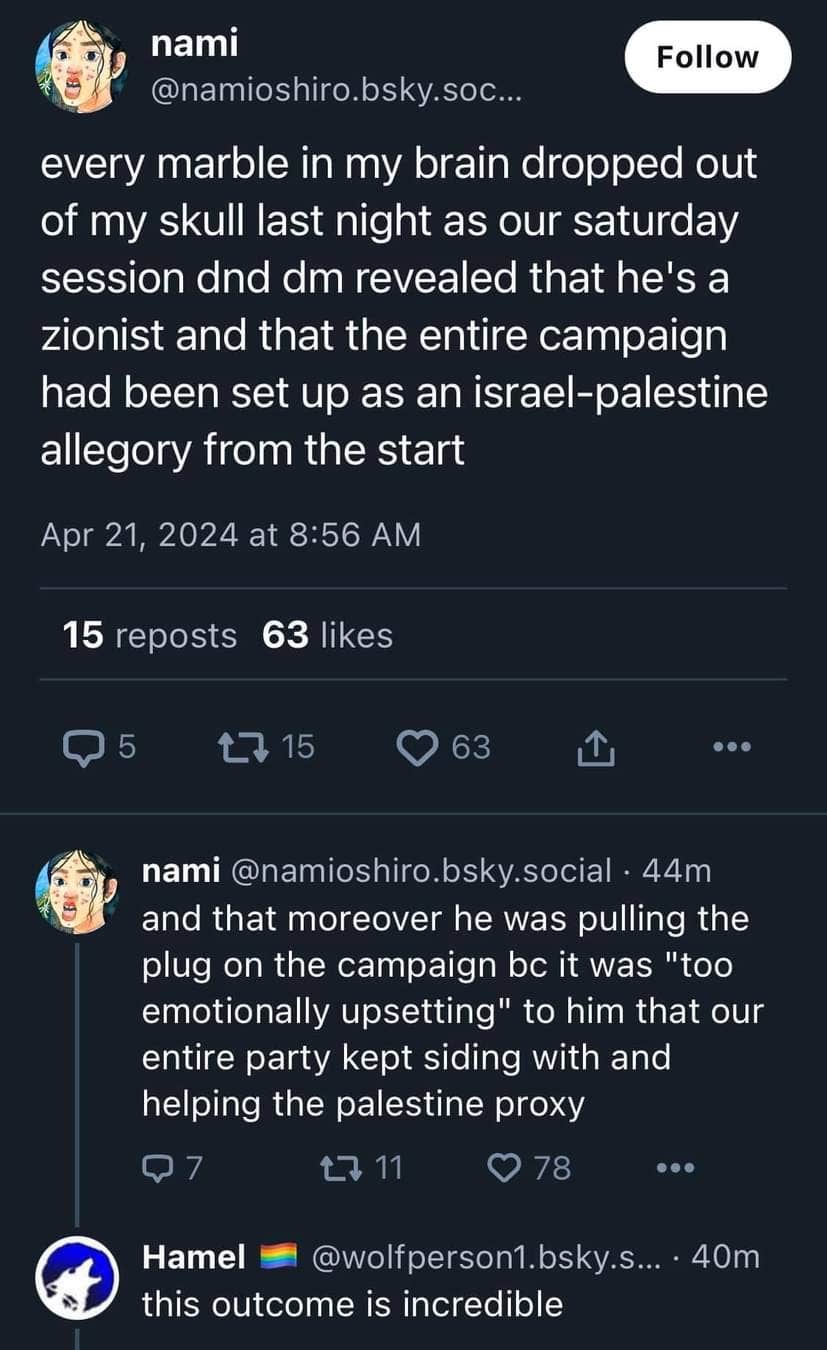 nami
@namioshiro.bsky.soc...
Follow
every marble in my brain dropped out
of my skull last night as our saturday
session dnd dm revealed that he's a
zionist and that the entire campaign
had been set up as an israel-palestine
allegory from the start
Apr 21, 2024 at 8:56 AM
15 reposts 63 likes
5 15 63
nami @namioshiro.bsky.social · 44m
and that moreover he was pulling the
plug on the campaign bc it was "too
emotionally upsetting" to him that our
entire party kept siding with and
helping the palestine proxy
7 11 78
Hamel 🏳️‍🌈 @wolfperson1.bsky.s... · 40m
this outcome is incredible